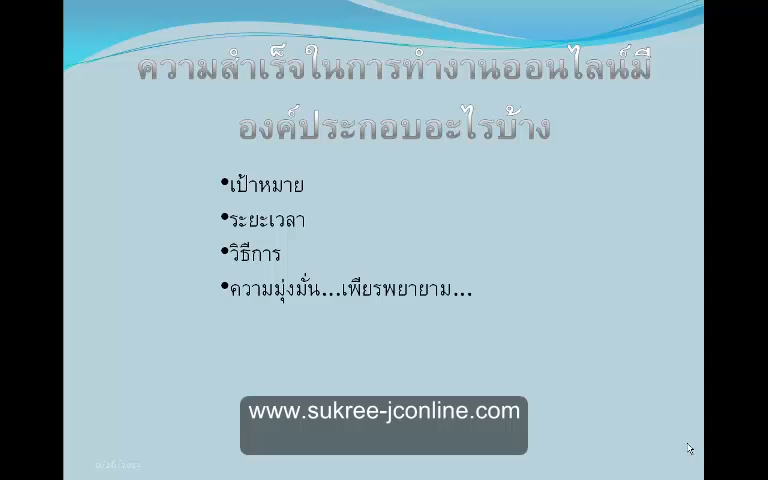 ความสำเร็จในการทำงานออนไลน์มี
องค์ประกอบอะไรบ้าง
•เป้าหมาย
•ระยะเวลา
•วิธีการ
•ความมุ่งมั่น...เพียรพยายาม...
www.sukree-jconline.com